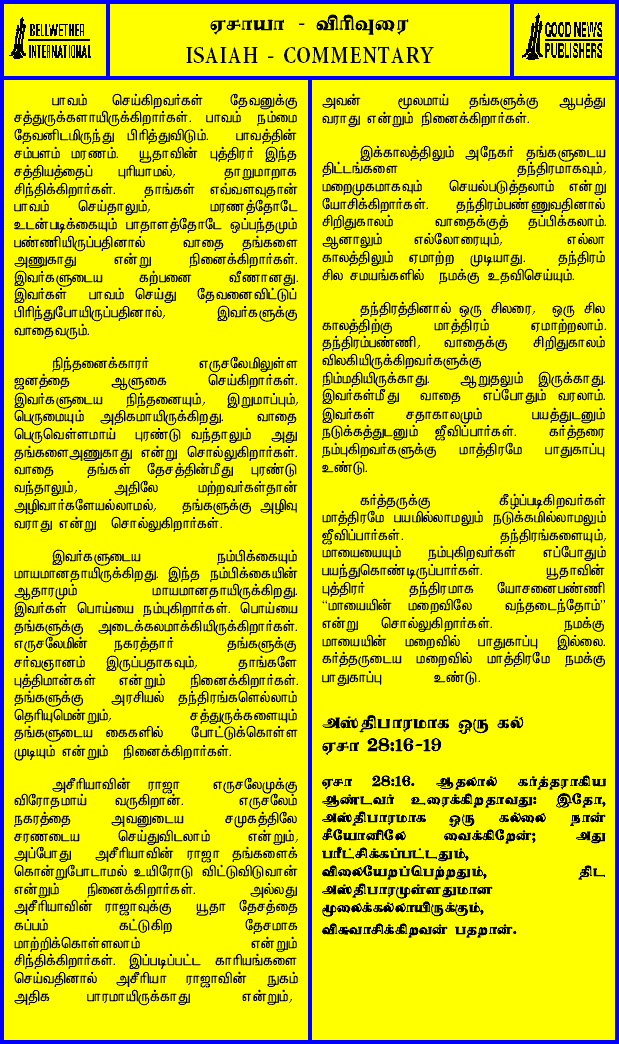 BELLWETHER
INTERNATIONAL
ஏசாயா - விரிவுரை
ISAIAH - COMMENTARY
GOOD NEWS
PUBLISHERS
பாவம் செய்கிறவர்கள் தேவனுக்கு
சத்துருக்களாயிருக்கிறார்கள். பாவம் நம்மை
தேவனிடமிருந்து பிரித்துவிடும். பாவத்தின்
சம்பளம் மரணம். யூதாவின் புத்திரர் இந்த
சத்தியத்தைப் புரியாமல், தாறுமாறாக
சிந்திக்கிறார்கள். தாங்கள் எவ்வளவுதான்
பாவம் செய்தாலும், மரணத்தோடே
உடன்படிக்கையும் பாதாளத்தோடே ஒப்பந்தமும்
பண்ணியிருப்பதினால் வாதை தங்களை
அணுகாது என்று நினைக்கிறார்கள்.
இவர்களுடைய கற்பனை வீணானது.
இவர்கள் பாவம் செய்து தேவனைவிட்டுப்
பிரிந்துபோயிருப்பதினால், இவர்களுக்கு
வாதைவரும்.
நிந்தனைக்காரர் எருசலேமிலுள்ள
ஜனத்தை ஆளுகை செய்கிறார்கள்.
இவர்களுடைய நிந்தனையும், இறுமாப்பும்,
பெருமையும் அதிகமாயிருக்கிறது. வாதை
பெருவெள்ளமாய் புரண்டு வந்தாலும் அது
தங்களைஅணுகாது என்று சொல்லுகிறார்கள்.
வாதை தங்கள் தேசத்தின்மீது புரண்டு
வந்தாலும், அதிலே மற்றவர்கள்தான்
அழிவார்களேயல்லாமல், தங்களுக்கு அழிவு
வராது என்று சொல்லுகிறார்கள்.
இவர்களுடைய நம்பிக்கையும்
மாயமானதாயிருக்கிறது. இந்த நம்பிக்கையின்
ஆதாரமும் மாயமானதாயிருக்கிறது.
இவர்கள் பொய்யை நம்புகிறார்கள். பொய்யை
தங்களுக்கு அடைக்கலமாக்கியிருக்கிறார்கள்.
எருசலேமின் நகரத்தார் தங்களுக்கு
சர்வஞானம் இருப்பதாகவும், தாங்களே
புத்திமான்கள் என்றும் நினைக்கிறார்கள்.
தங்களுக்கு அரசியல் தந்திரங்களெல்லாம்
தெரியுமென்றும், சத்துருக்களையும்
தங்களுடைய கைகளில் போட்டுக்கொள்ள
முடியும் என்றும் நினைக்கிறார்கள்.
அசீரியாவின் ராஜா எருசலேமுக்கு
விரோதமாய் வருகிறான். எருசலேம்
நகரத்தை அவனுடைய சமுகத்திலே
சரணடைய செய்துவிடலாம் என்றும்,
அப்போது அசீரியாவின் ராஜா தங்களைக்
கொன்றுபோடாமல் உயிரோடு விட்டுவிடுவான்
என்றும் நினைக்கிறார்கள். அல்லது
அசீரியாவின் ராஜாவுக்கு யூதா தேசத்தை
கப்பம் கட்டுகிற தேசமாக
மாற்றிக்கொள்ளலாம் என்றும்
சிந்திக்கிறார்கள். இப்படிப்பட்ட காரியங்களை
செய்வதினால் அசீரியா ராஜாவின் நுகம்
அதிக பாரமாயிருக்காது என்றும்,
அவன் மூலமாய் தங்களுக்கு ஆபத்து
வராது என்றும் நினைக்கிறார்கள்.
இக்காலத்திலும் அநேகர் தங்களுடைய
திட்டங்களை தந்திரமாகவும்,
மறைமுகமாகவும் செயல்படுத்தலாம் என்று
யோசிக்கிறார்கள். தந்திரம்பண்ணுவதினால்
சிறிதுகாலம் வாதைக்குத் தப்பிக்கலாம்.
ஆனாலும் எல்லோரையும், எல்லா
காலத்திலும் ஏமாற்ற முடியாது. தந்திரம்
சில சமயங்களில் நமக்கு உதவிசெய்யும்.
தந்திரத்தினால் ஒரு சிலரை, ஒரு சில
காலத்திற்கு மாத்திரம் ஏமாற்றலாம்.
தந்திரம்பண்ணி, வாதைக்கு சிறிதுகாலம்
விலகியிருக்கிறவர்களுக்கு
நிம்மதியிருக்காது. ஆறுதலும் இருக்காது.
இவர்கள்மீது வாதை எப்போதும் வரலாம்.
இவர்கள் சதாகாலமும் பயத்துடனும்
நடுக்கத்துடனும் ஜீவிப்பார்கள். கர்த்தரை
நம்புகிறவர்களுக்கு மாத்திரமே பாதுகாப்பு
உண்டு.
கர்த்தருக்கு கீழ்ப்படிகிறவர்கள்
மாத்திரமே பயமில்லாமலும் நடுக்கமில்லாமலும்
ஜீவிப்பார்கள். தந்திரங்களையும்,
மாயையையும் நம்புகிறவர்கள் எப்போதும்
பயந்துகொண்டிருப்பார்கள். யூதாவின்
புத்திரர் தந்திரமாக யோசனைபண்ணி
“மாயையின் மறைவிலே வந்தடைந்தோம்”
என்று சொல்லுகிறார்கள். நமக்கு
மாயையின் மறைவில் பாதுகாப்பு இல்லை.
கர்த்தருடைய மறைவில் மாத்திரமே நமக்கு
பாதுகாப்பு உண்டு.
அஸ்திபாரமாக ஒரு கல்
ஏசா 28:16-19
ஏசா 28:16. ஆதலால் கர்த்தராகிய
ஆண்டவர் உரைக்கிறதாவது: இதோ,
அஸ்திபாரமாக ஒரு கல்லை நான்
சீயோனிலே வைக்கிறேன்; அது
பரீட்சிக்கப்பட்டதும்,
விலையேறப்பெற்றதும், திட
அஸ்திபாரமுள்ளதுமான
மூலைக்கல்லாயிருக்கும்,
விசுவாசிக்கிறவன் பதறான்.